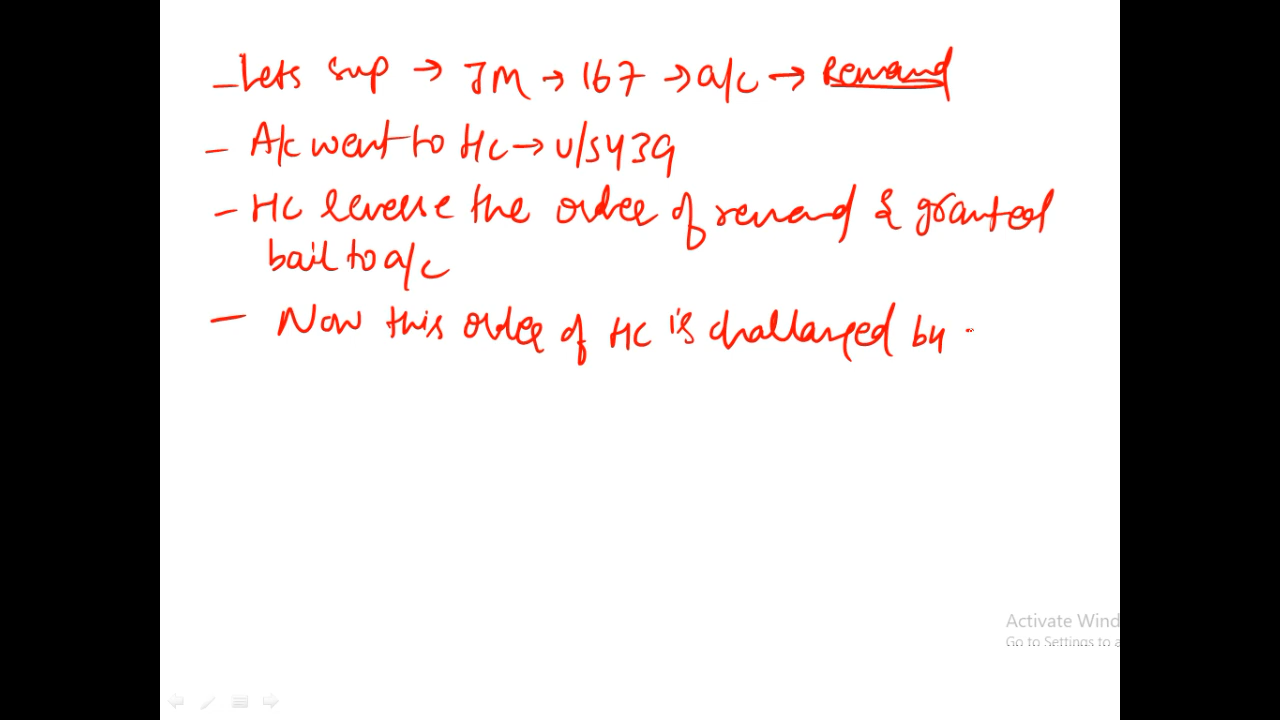 - Lets sup → JM → 167 → a/c → Remand
- A/c went to HC → u/s 439
- HC reverse the order of remand & granted
bail to a/c
- Now this order of HC is challanged by
Activate Wind
Go to Settings to a